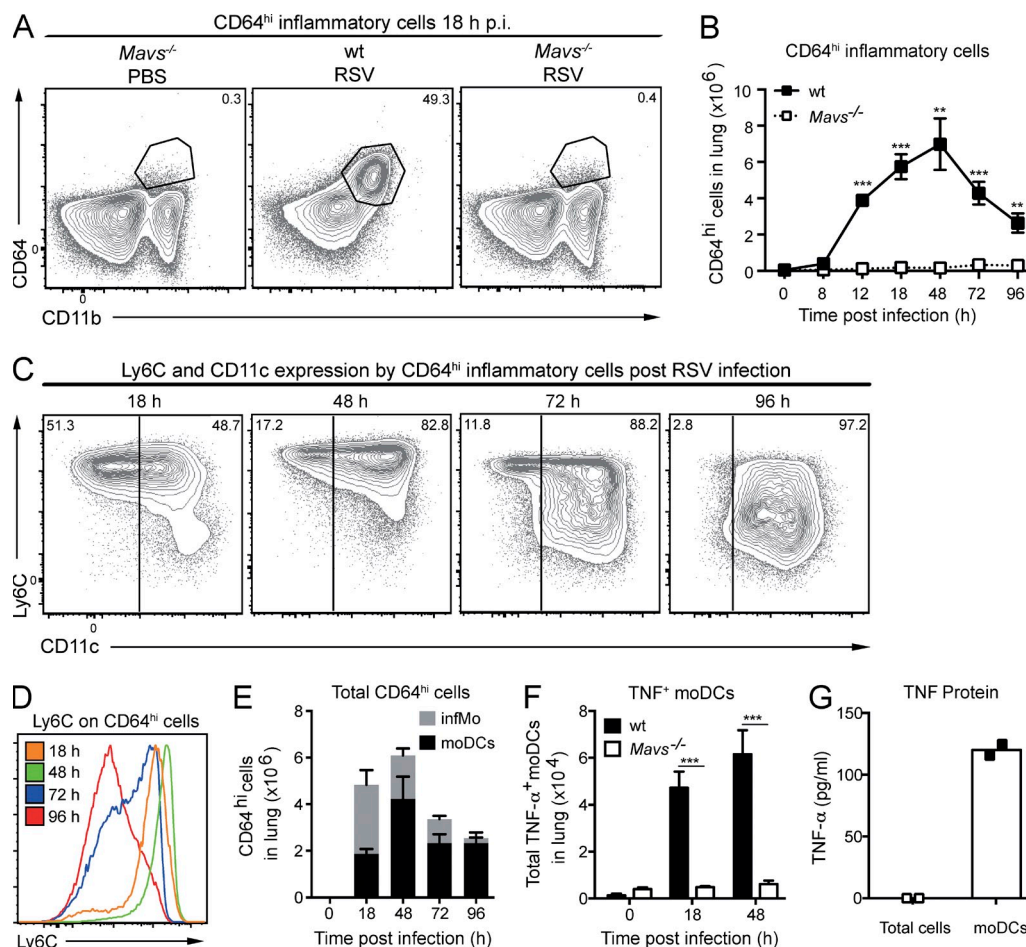 A
CD64hi inflammatory cells 18 h p.i.
Mavs-/-
PBS
wt
RSV
Mavs-/-
RSV
0.3
49.3
0.4
CD64
0
0
CD11b
B
CD64hi inflammatory cells
wt
Mavs-/-
CD64hi cells in lung (x10^6)
10
8
6
4
2
0
***
***
**
***
**
0 8 12 18 48 72 96
Time post infection (h)
C
Ly6C and CD11c expression by CD64hi inflammatory cells post RSV infection
18 h 48 h 72 h 96 h
51.3 48.7 17.2 82.8 11.8 88.2 2.8 97.2
Ly6C
0
0
CD11c
D
Ly6C on CD64hi cells
18 h
48 h
72 h
96 h
Ly6C
E
Total CD64hi cells
infMo
moDCs
CD64hi cells
in lung (x10^6)
8
6
4
2
0
0 18 48 72 96
Time post infection (h)
F
TNF+ moDCs
wt
Mavs-/-
Total TNF-α+ moDCs
in lung (x10^4)
8
6
4
2
0
***
***
0 18 48
Time post infection (h)
G
TNF Protein
TNF-α (pg/ml)
150
100
50
0
Total cells moDCs